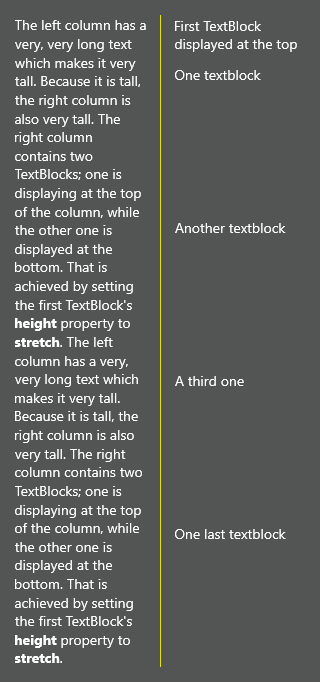 The left column has a
very, very long text
which makes it very
tall. Because it is tall,
the right column is
also very tall. The
right column
contains two
TextBlocks; one is
displaying at the top
of the column, while
the other one is
displayed at the
bottom. That is
achieved by setting
the first TextBlock's
height property to
stretch. The left
column has a very,
very long text which
makes it very tall.
Because it is tall, the
right column is also
very tall. The right
column contains two
TextBlocks; one is
displaying at the top
of the column, while
the other one is
displayed at the
bottom. That is
achieved by setting
the first TextBlock's
height property to
stretch.
First TextBlock
displayed at the top
One textblock
Another textblock
A third one
One last textblock